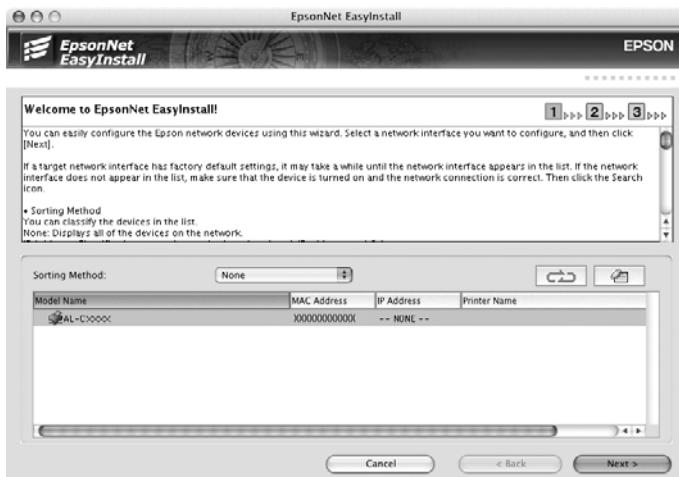 EpsonNet EasyInstall
EpsonNet
EasyInstall
EPSON
Welcome to EpsonNet EasyInstall!
1 2 3
You can easily configure the Epson network devices using this wizard. Select a network interface you want to configure, and then click
[Next].
If a target network interface has factory default settings, it may take a while until the network interface appears in the list. If the network
interface does not appear in the list, make sure that the device is turned on and the network connection is correct. Then click the Search
icon.
• Sorting Method
You can classify the devices in the list.
None: Displays all of the devices on the network.
Sorting Method: None
Model Name MAC Address IP Address Printer Name
AL-CXXXX XXXXXXXXXXXX -- NONE --
Cancel < Back Next >